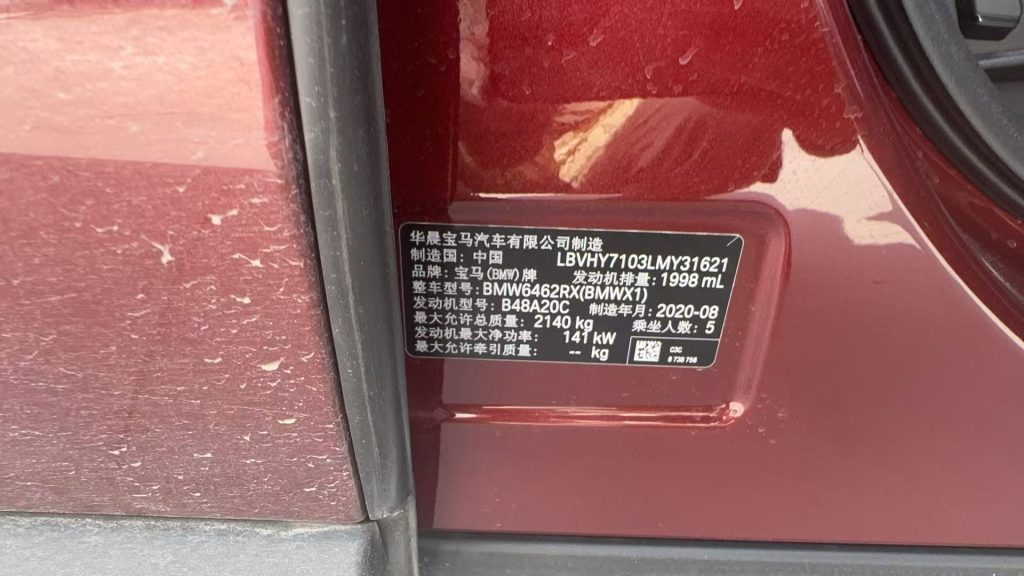 华晨宝马汽车有限公司制造
制造国: 中国 LBVHY7103LMY31621
品牌: 宝马(BMW)牌 发动机排量: 1998 mL
整车型号: BMW6462RX(BMWX1)
发动机型号: B48A20C 制造年月: 2020-08
最大允许总质量: 2140 kg 乘坐人数: 5
发动机最大净功率: 141 kW
最大允许牵引质量: -- kg
C3C
8 738 758